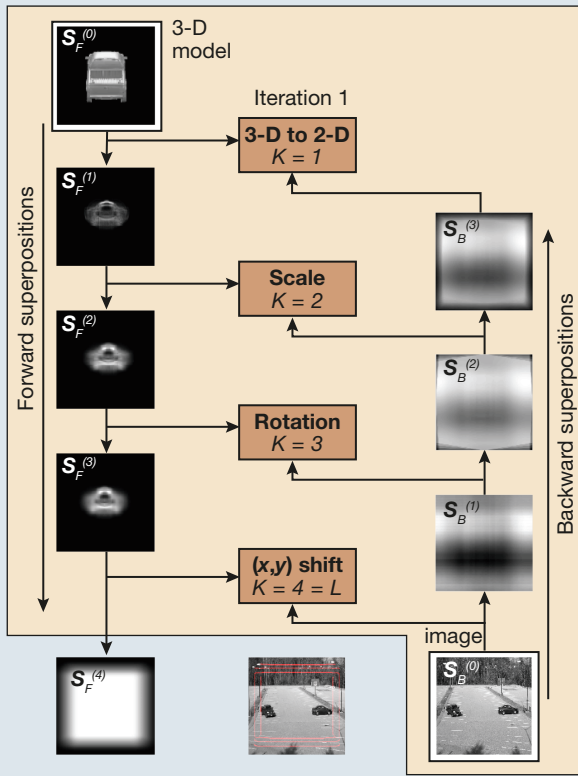 S_F^(0)
3-D
model
Iteration 1
3-D to 2-D
K = 1
S_F^(1)
S_B^(3)
Scale
K = 2
S_F^(2)
S_B^(2)
Rotation
K = 3
S_F^(3)
S_B^(1)
(x,y) shift
K = 4 = L
image
S_F^(4)
S_B^(0)
Forward superpositions
Backward superpositions